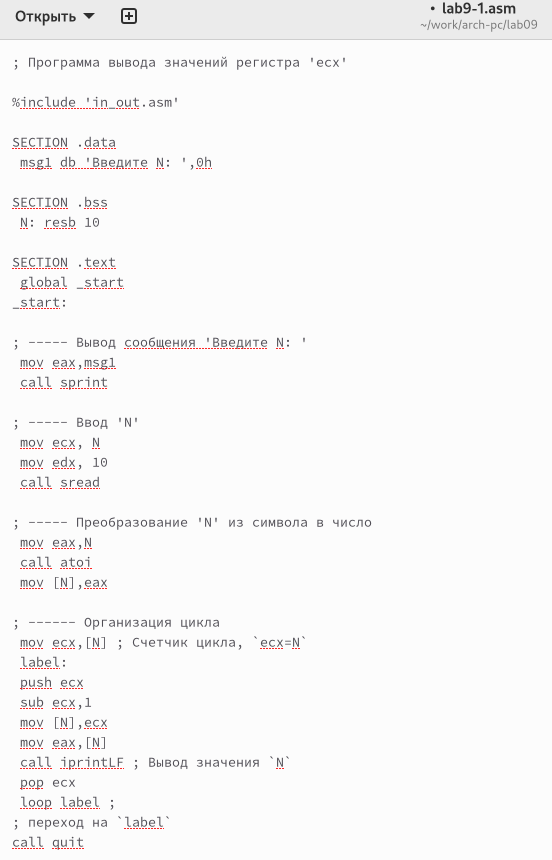 Открыть
• lab9-1.asm
~/work/arch-pc/lab09
; Программа вывода значений регистра 'ecx'
%include 'in_out.asm'
SECTION .data
msg1 db 'Введите N: ',0h
SECTION .bss
N: resb 10
SECTION .text
global _start
_start:
; ----- Вывод сообщения 'Введите N: '
mov eax,msg1
call sprint
; ----- Ввод 'N'
mov ecx, N
mov edx, 10
call sread
; ----- Преобразование 'N' из символа в число
mov eax,N
call atoi
mov [N],eax
; ------ Организация цикла
mov ecx,[N] ; Счетчик цикла, `ecx=N`
label:
push ecx
sub ecx,1
mov [N],ecx
mov eax,[N]
call iprintLF ; Вывод значения `N`
pop ecx
loop label ;
; переход на `label`
call quit